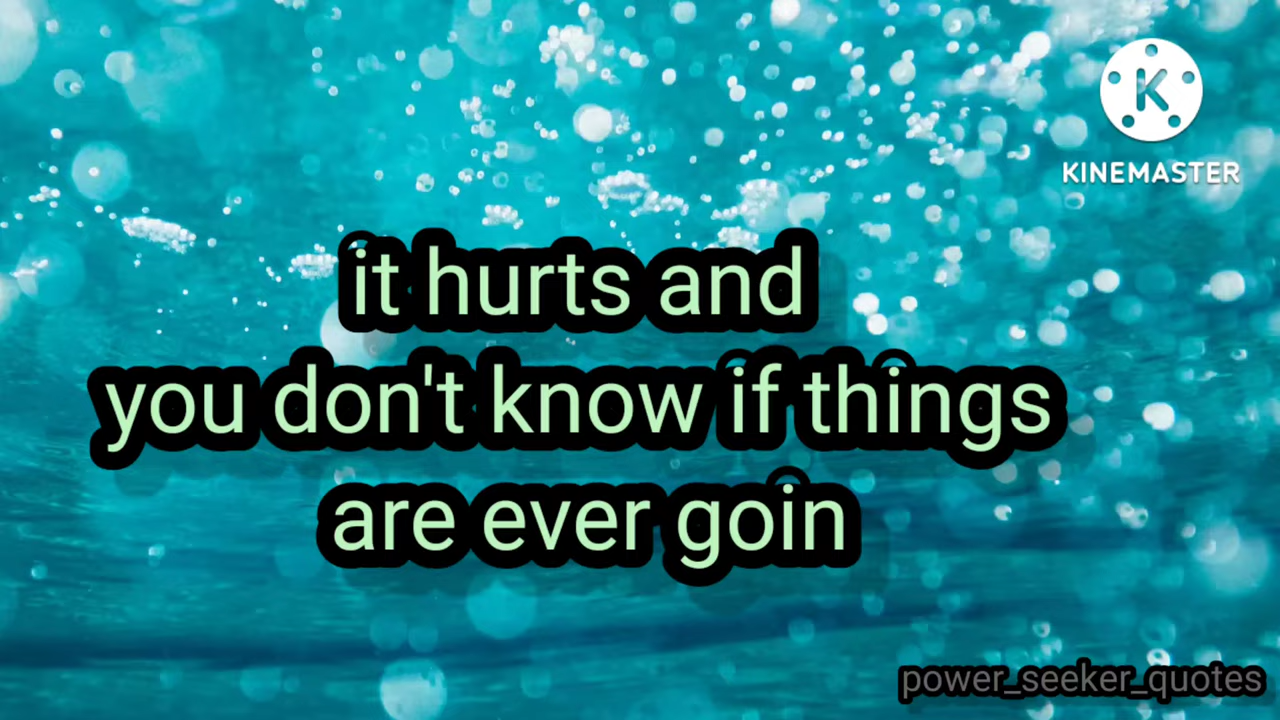 KINEMASTER
it hurts and
you don't know if things
are ever goin
power_seeker_quotes